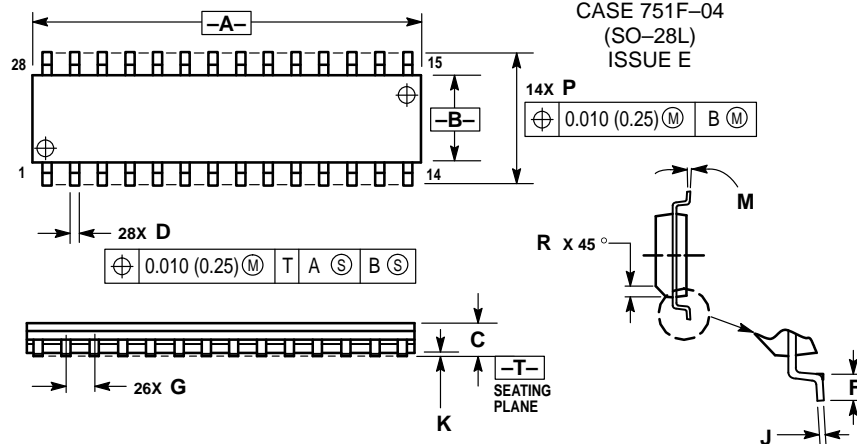 CASE 751F–04
(SO–28L)
ISSUE E
–A–
28
15
–B–
14X P
⌖ 0.010 (0.25) Ⓜ B Ⓜ
1
14
28X D
⌖ 0.010 (0.25) Ⓜ T A Ⓢ B Ⓢ
M
R X 45°
C
–T–
SEATING
PLANE
26X G
K
F
J